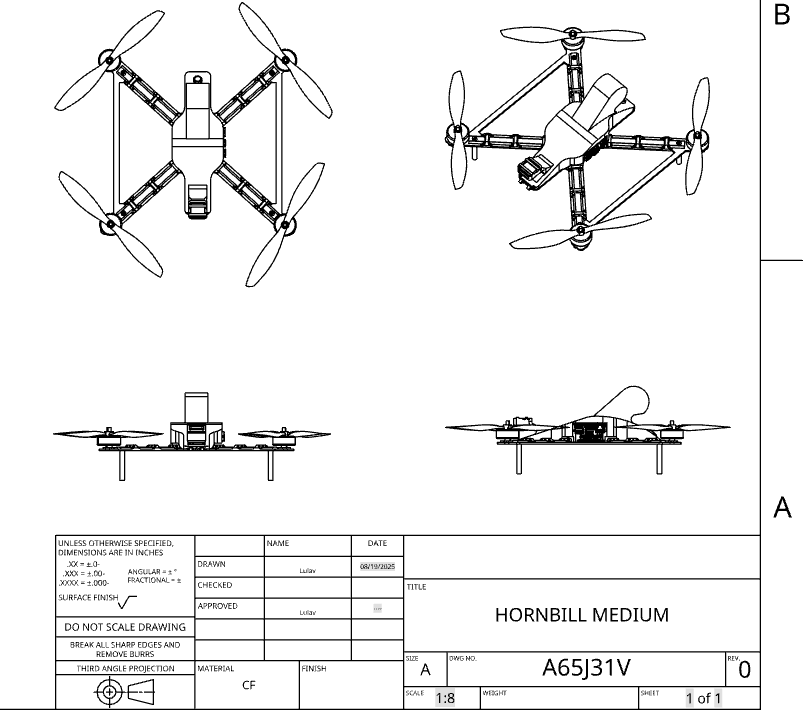 B
A
UNLESS OTHERWISE SPECIFIED,
DIMENSIONS ARE IN INCHES
.XX = ±.0-
.XXX = ±.00-
.XXXX = ±.000-
ANGULAR = ± °
FRACTIONAL = ±
SURFACE FINISH
DO NOT SCALE DRAWING
BREAK ALL SHARP EDGES AND
REMOVE BURRS
THIRD ANGLE PROJECTION
NAME
DATE
DRAWN
Lulav
08/19/2025
CHECKED
APPROVED
Lulav
MATERIAL
CF
FINISH
TITLE
HORNBILL MEDIUM
SIZE
A
DWG NO.
A65J31V
REV.
0
SCALE
1:8
WEIGHT
SHEET
1 of 1